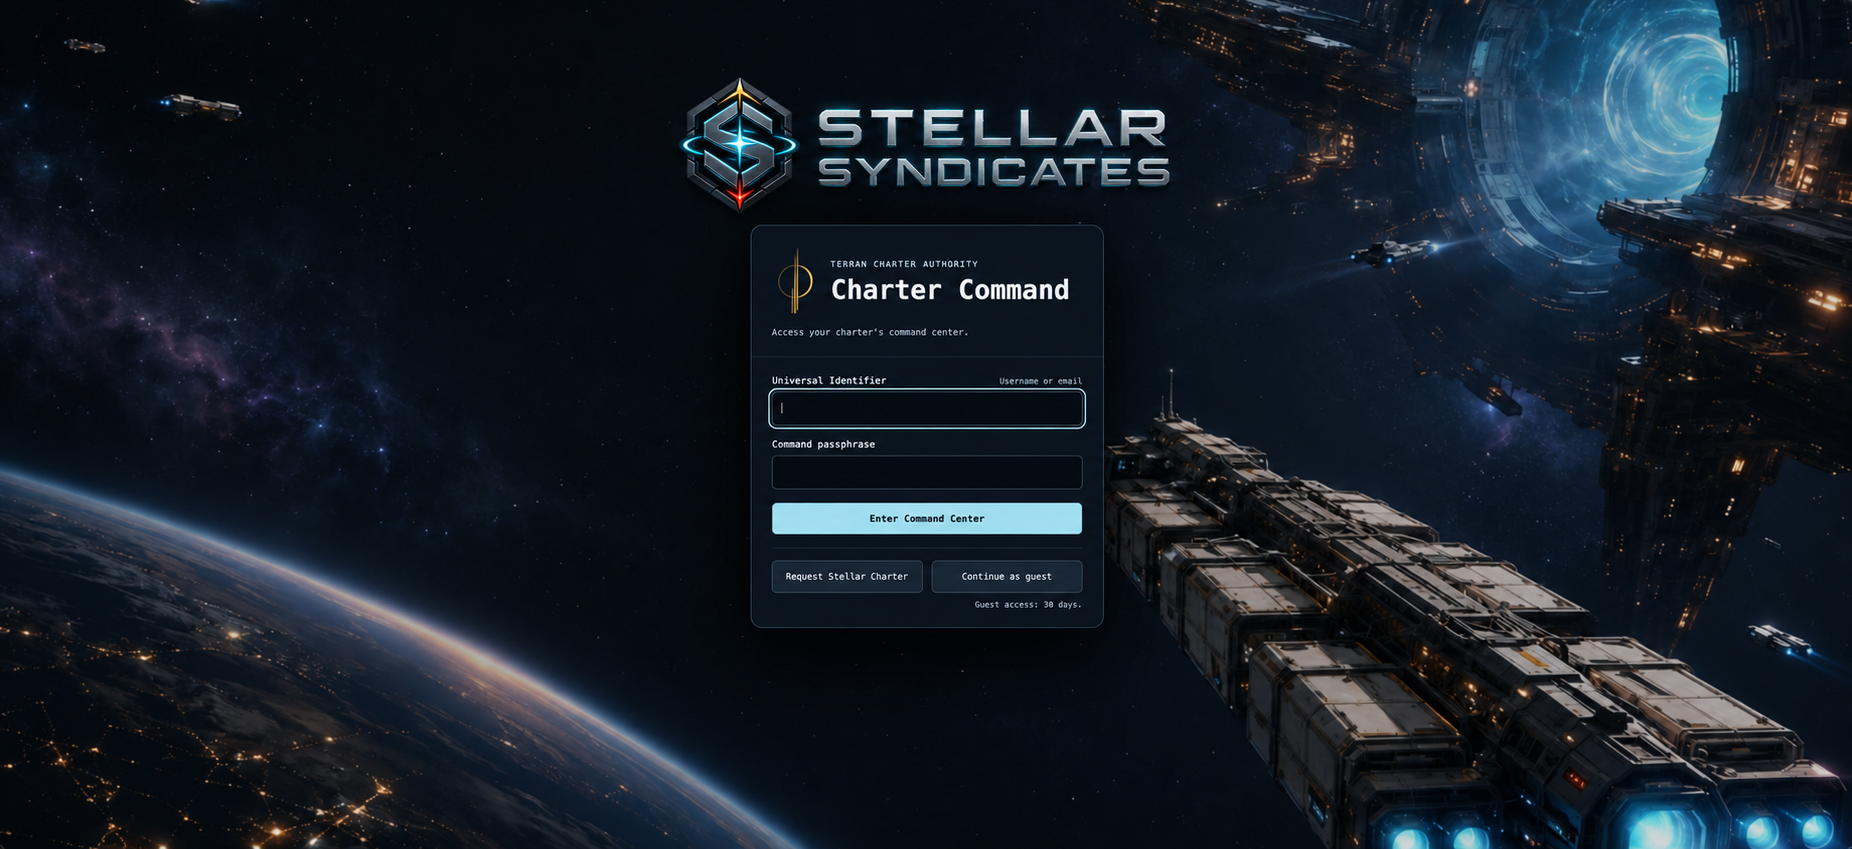 STELLAR
SYNDICATES
TERRAN CHARTER AUTHORITY
Charter Command
Access your charter's command center.
Universal Identifier Username or email
Command passphrase
Enter Command Center
Request Stellar Charter Continue as guest
Guest access: 30 days.